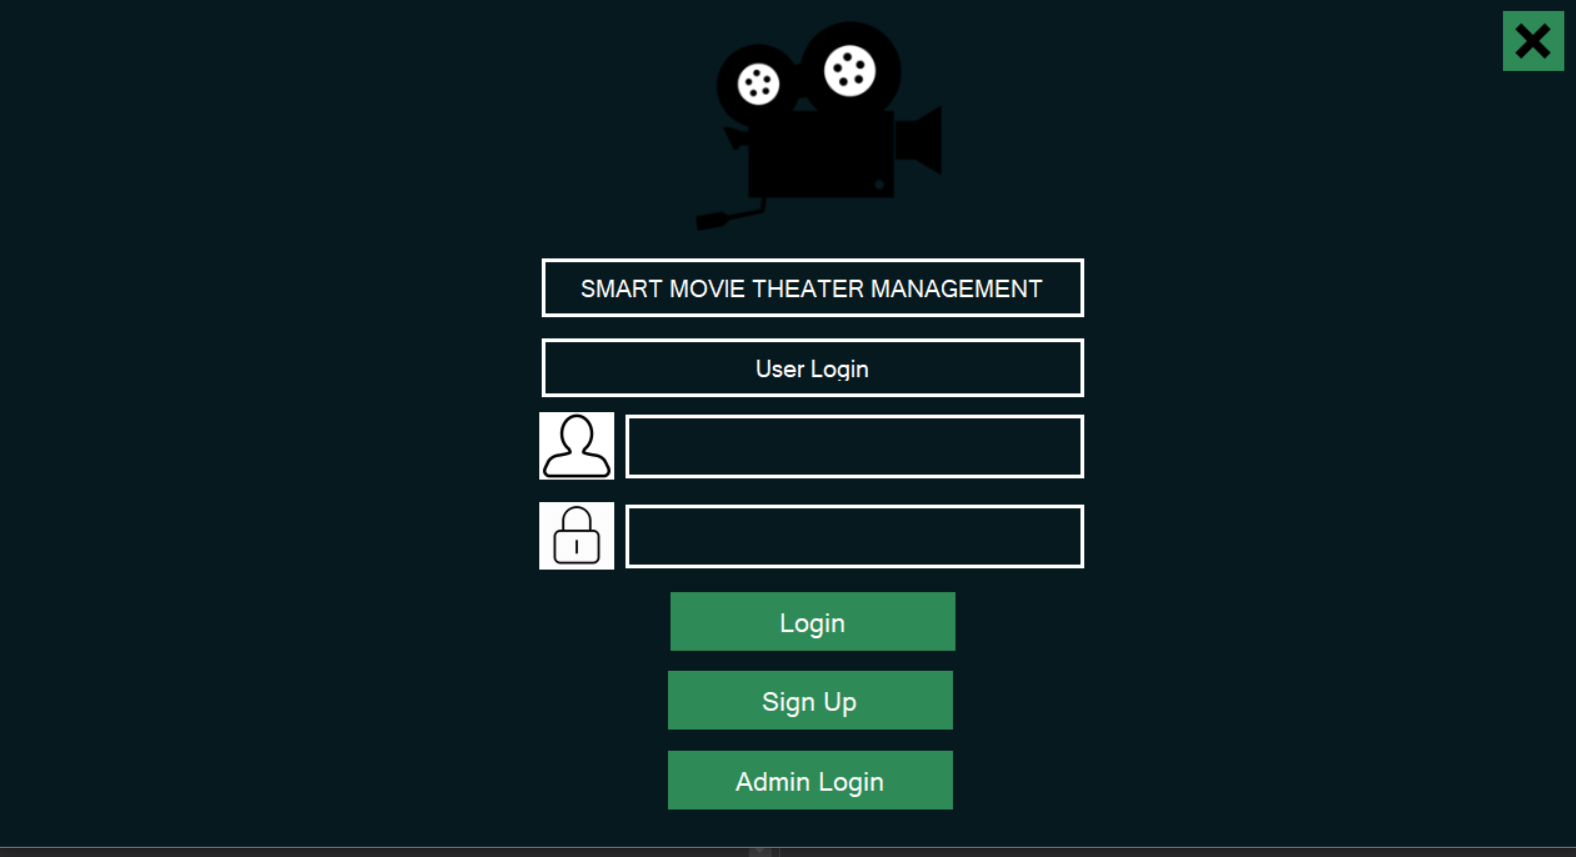 SMART MOVIE THEATER MANAGEMENT
User Login
Login
Sign Up
Admin Login